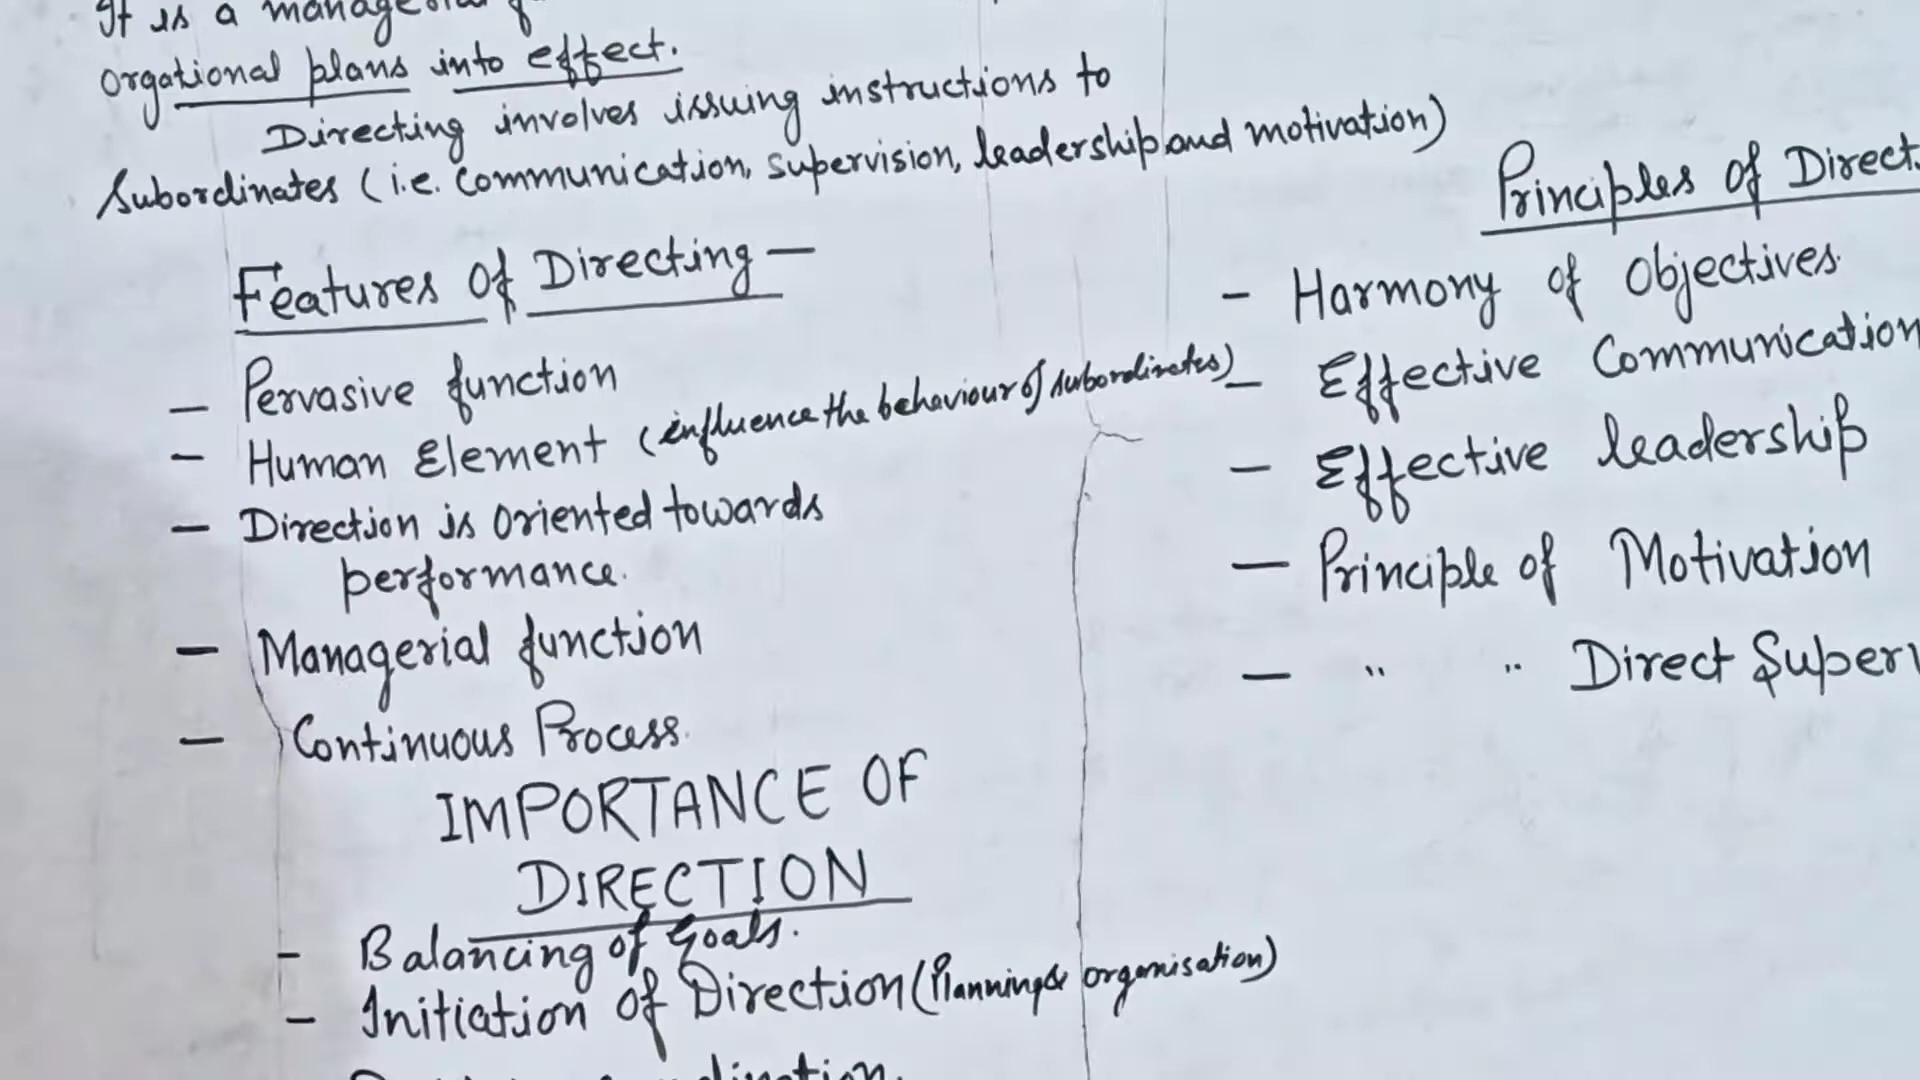 It is a managerial
orgational plans into effect.
Directing involves issuing instructions to
Subordinates (i.e. Communication, supervision, leadership and motivation)
Features of Directing —
— Pervasive function
— Human Element (influence the behaviour of subordinates)
— Direction is oriented towards
performance.
— Managerial function
— Continuous Process.
IMPORTANCE OF
DIRECTION
- Balancing of Goals.
- Initiation of Direction (Planning & organisation)
Principles of Direct
- Harmony of Objectives.
- Effective Communication
— Effective leadership
— Principle of Motivation
— " " Direct Superv